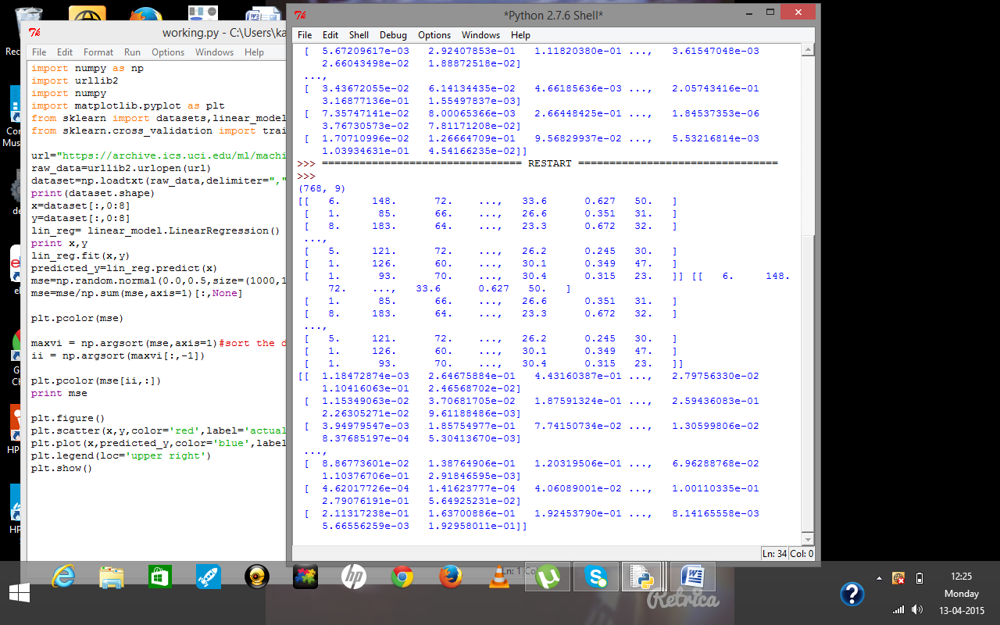 *Python 2.7.6 Shell*
working.py - C:\Users\ka
File Edit Shell Debug Options Windows Help
File Edit Format Run Options Windows Help
import numpy as np
import urllib2
import numpy
import matplotlib.pyplot as plt
from sklearn import datasets,linear_model
from sklearn.cross_validation import trai
url="https://archive.ics.uci.edu/ml/machi
raw_data=urllib2.urlopen(url)
dataset=np.loadtxt(raw_data,delimiter=","
print(dataset.shape)
x=dataset[:,0:8]
y=dataset[:,0:8]
lin_reg= linear_model.LinearRegression()
print x,y
lin_reg.fit(x,y)
predicted_y=lin_reg.predict(x)
mse=np.random.normal(0.0,0.5,size=(1000,1
mse=mse/np.sum(mse,axis=1)[:,None]
plt.pcolor(mse)
maxvi = np.argsort(mse,axis=1)#sort the d
ii = np.argsort(maxvi[:,-1])
plt.pcolor(mse[ii,:])
print mse
plt.figure()
plt.scatter(x,y,color='red',label='actual
plt.plot(x,predicted_y,color='blue',label
plt.legend(loc='upper right')
plt.show()
[ 5.67209617e-03 2.92407853e-01 1.11820380e-01 ..., 3.61547048e-03
2.66043498e-02 1.88872518e-02]
...,
[ 3.43672055e-02 6.14134435e-02 4.66185636e-03 ..., 2.05743416e-01
3.16877136e-01 1.55497837e-03]
[ 7.35747141e-02 8.00065366e-03 2.66448425e-01 ..., 1.84537353e-06
3.76730573e-02 7.81171208e-02]
[ 1.70710996e-02 1.26664709e-01 9.56829937e-02 ..., 5.53216814e-03
1.03934631e-01 4.54166235e-02]]
>>> ================================ RESTART ================================
>>>
(768, 9)
[[ 6. 148. 72. ..., 33.6 0.627 50. ]
[ 1. 85. 66. ..., 26.6 0.351 31. ]
[ 8. 183. 64. ..., 23.3 0.672 32. ]
...,
[ 5. 121. 72. ..., 26.2 0.245 30. ]
[ 1. 126. 60. ..., 30.1 0.349 47. ]
[ 1. 93. 70. ..., 30.4 0.315 23. ]] [[ 6. 148.
72. ..., 33.6 0.627 50. ]
[ 1. 85. 66. ..., 26.6 0.351 31. ]
[ 8. 183. 64. ..., 23.3 0.672 32. ]
...,
[ 5. 121. 72. ..., 26.2 0.245 30. ]
[ 1. 126. 60. ..., 30.1 0.349 47. ]
[ 1. 93. 70. ..., 30.4 0.315 23. ]]
[[ 1.18472874e-03 2.64675884e-01 4.43160387e-01 ..., 2.79756330e-02
1.10416063e-01 2.46568702e-02]
[ 1.15349063e-02 3.70681705e-02 1.87591324e-01 ..., 2.59436083e-01
2.26305271e-02 9.61188486e-03]
[ 3.94979547e-03 1.85754977e-01 7.74150734e-02 ..., 1.30599806e-02
8.37685197e-04 5.30413670e-03]
...,
[ 8.86773601e-02 1.38764906e-01 1.20319506e-01 ..., 6.96288768e-02
1.10376706e-01 2.91846595e-03]
[ 4.62017726e-04 1.41623777e-04 4.06089001e-02 ..., 1.00110335e-01
2.79076191e-01 5.64925231e-02]
[ 2.11317238e-01 1.63700886e-01 1.92453790e-01 ..., 8.14165558e-03
5.66556259e-03 1.92958011e-01]]
Ln: 34 Col: 0
Ln: 1 Co
hp
W
Retrica
12:25
Monday
13-04-2015